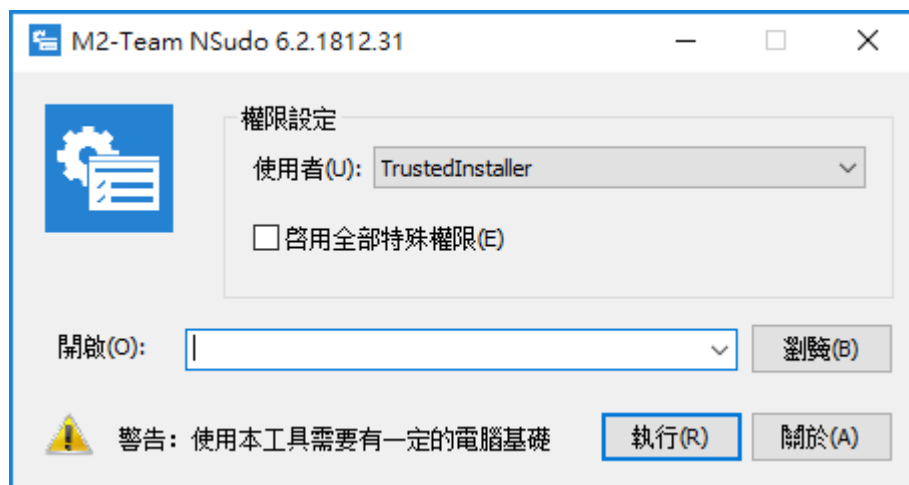 M2-Team NSudo 6.2.1812.31
權限設定
使用者(U): TrustedInstaller
啓用全部特殊權限(E)
開啟(O): 瀏覽(B)
警告：使用本工具需要有一定的電腦基礎 執行(R) 關於(A)